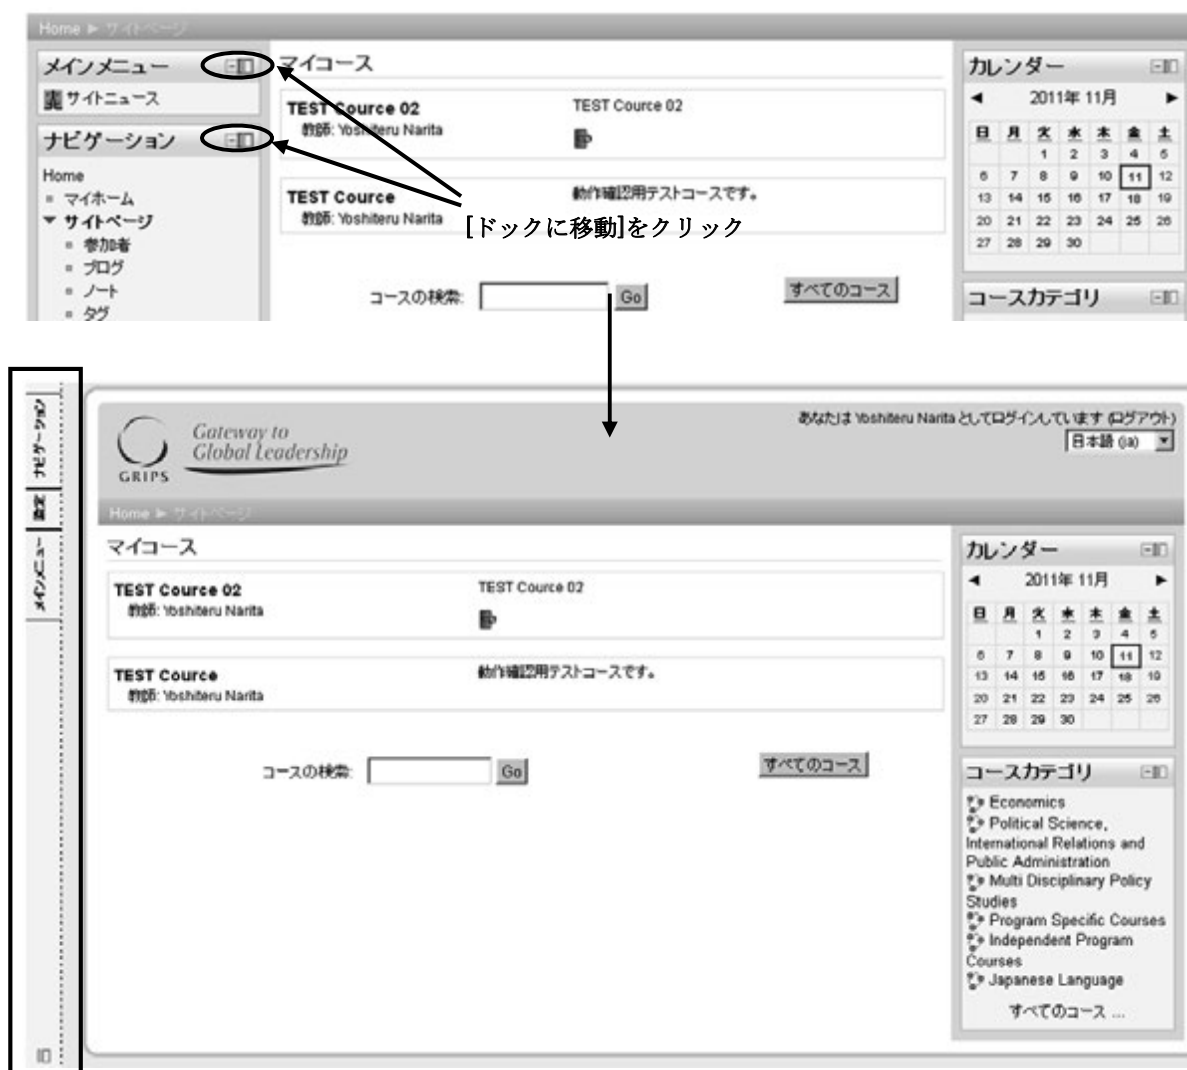 Home ► サイトページ
メインメニュー
サイトニュース
ナビゲーション
Home
マイホーム
サイトページ
参加者
ブログ
ノート
タグ
マイコース
TEST Cource 02
教師: Yoshiteru Narita
TEST Cource 02
TEST Cource
教師: Yoshiteru Narita
動作確認用テストコースです。
[ドックに移動]をクリック
コースの検索:
Go
すべてのコース
カレンダー
◄ 2011年 11月 ►
日 月 火 水 木 金 土
1 2 3 4 5
6 7 8 9 10 11 12
13 14 15 16 17 18 19
20 21 22 23 24 25 26
27 28 29 30
コースカテゴリ
ナビゲーション
設定
メインメニュー
GRIPS
Gateway to
Global Leadership
あなたは Yoshiteru Narita としてログインしています (ログアウト)
日本語 (ja)
Home ► サイトページ
マイコース
TEST Cource 02
教師: Yoshiteru Narita
TEST Cource 02
TEST Cource
教師: Yoshiteru Narita
動作確認用テストコースです。
コースの検索:
Go
すべてのコース
カレンダー
◄ 2011年 11月 ►
日 月 火 水 木 金 土
1 2 3 4 5
6 7 8 9 10 11 12
13 14 15 16 17 18 19
20 21 22 23 24 25 26
27 28 29 30
コースカテゴリ
Economics
Political Science,
International Relations and
Public Administration
Multi Disciplinary Policy
Studies
Program Specific Courses
Independent Program
Courses
Japanese Language
すべてのコース ...